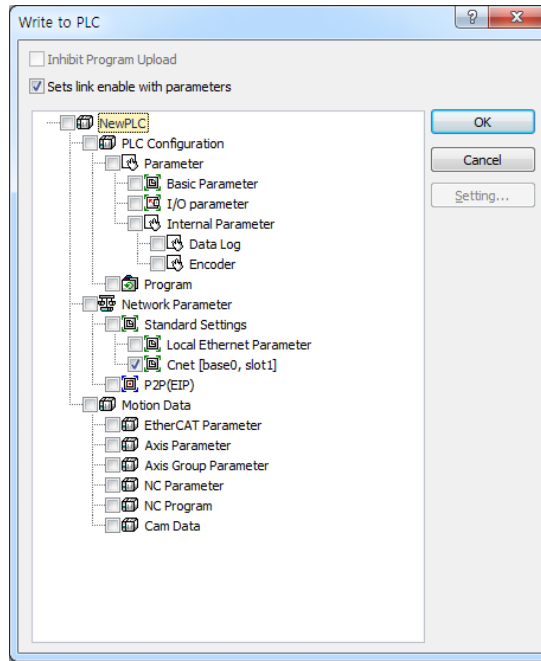 Write to PLC
Inhibit Program Upload
Sets link enable with parameters
NewPLC
OK
PLC Configuration
Parameter
Cancel
Basic Parameter
I/O parameter
Setting...
Internal Parameter
Data Log
Encoder
Program
Network Parameter
Standard Settings
Local Ethernet Parameter
Cnet [base0, slot1]
P2P(EIP)
Motion Data
EtherCAT Parameter
Axis Parameter
Axis Group Parameter
NC Parameter
NC Program
Cam Data